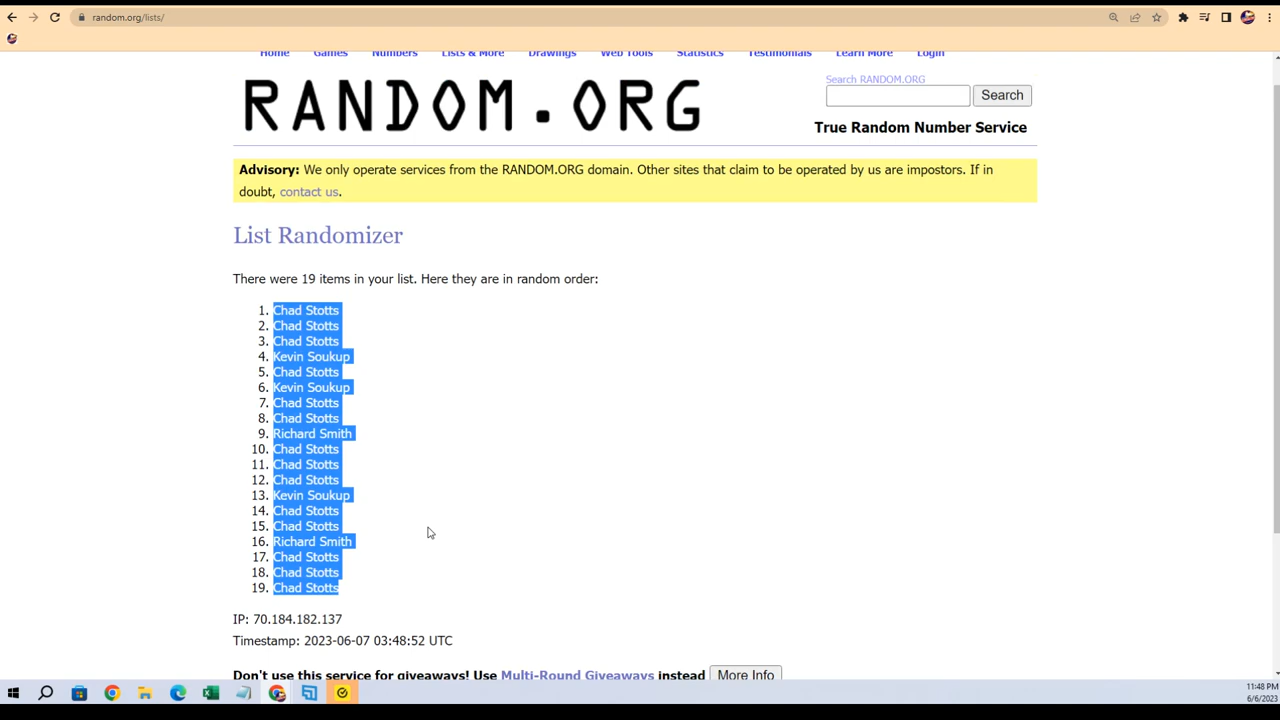 random.org/lists/
Home Games Numbers Lists & More Drawings Web Tools Statistics Testimonials Learn More Login
RANDOM.ORG
Search RANDOM.ORG
Search
True Random Number Service
Advisory: We only operate services from the RANDOM.ORG domain. Other sites that claim to be operated by us are impostors. If in
doubt, contact us.
List Randomizer
There were 19 items in your list. Here they are in random order:
1. Chad Stotts
2. Chad Stotts
3. Chad Stotts
4. Kevin Soukup
5. Chad Stotts
6. Kevin Soukup
7. Chad Stotts
8. Chad Stotts
9. Richard Smith
10. Chad Stotts
11. Chad Stotts
12. Chad Stotts
13. Kevin Soukup
14. Chad Stotts
15. Chad Stotts
16. Richard Smith
17. Chad Stotts
18. Chad Stotts
19. Chad Stotts
IP: 70.184.182.137
Timestamp: 2023-06-07 03:48:52 UTC
Don't use this service for giveaways! Use Multi-Round Giveaways instead More Info
11:48 PM
6/6/2023